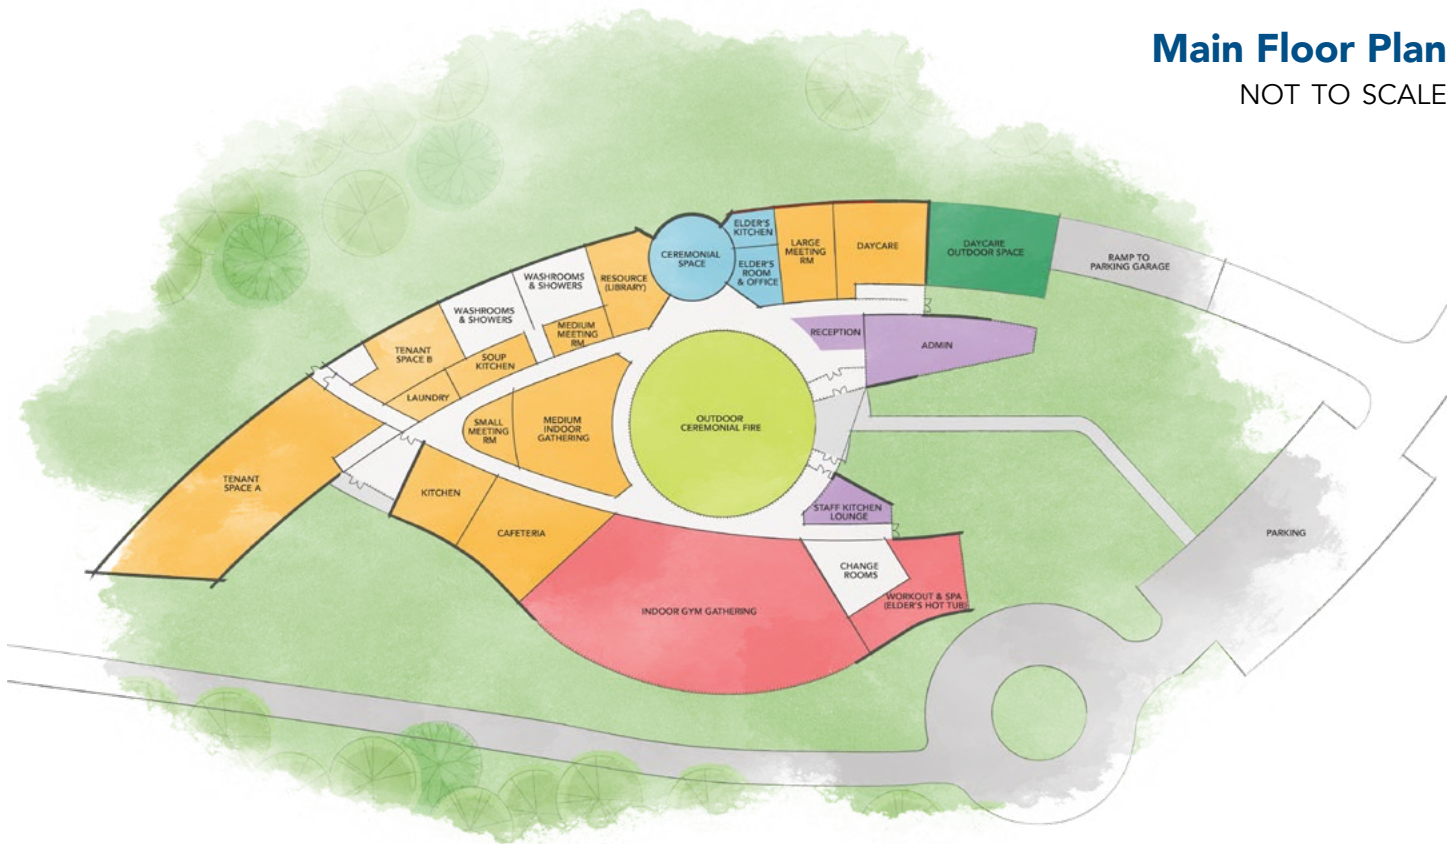 Main Floor Plan
NOT TO SCALE
ELDER'S
KITCHEN
CEREMONIAL
SPACE
ELDER'S
ROOM
& OFFICE
LARGE
MEETING
RM
DAYCARE
DAYCARE
OUTDOOR SPACE
RAMP TO
PARKING GARAGE
WASHROOMS
& SHOWERS
RESOURCE
(LIBRARY)
WASHROOMS
& SHOWERS
MEDIUM
MEETING
RM
RECEPTION
ADMIN
TENANT
SPACE B
SOUP
KITCHEN
LAUNDRY
SMALL
MEETING
RM
MEDIUM
INDOOR
GATHERING
OUTDOOR
CEREMONIAL FIRE
TENANT
SPACE A
KITCHEN
CAFETERIA
STAFF KITCHEN
LOUNGE
PARKING
CHANGE
ROOMS
WORKOUT & SPA
(ELDER'S HOT TUB)
INDOOR GYM GATHERING